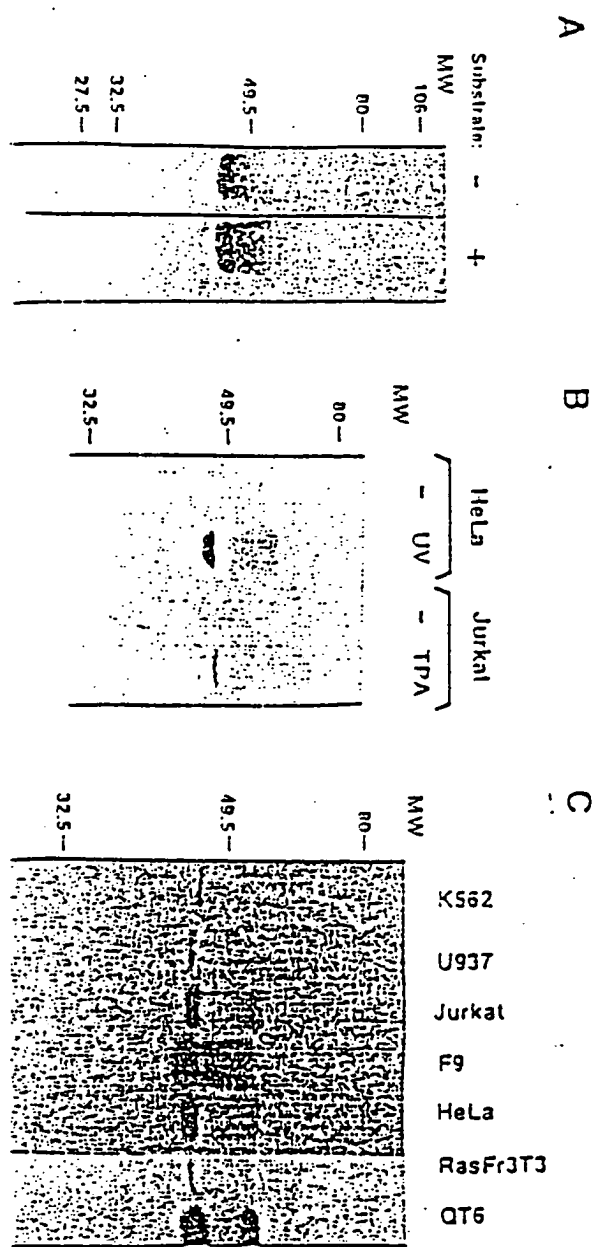 A
Substrate: - +
MW
106-
80-
49.5-
32.5-
27.5-
B
HeLa Jurkat
- UV - TPA
MW
80-
49.5-
32.5-
C
MW
80-
49.5-
32.5-
K562
U937
Jurkat
F9
HeLa
RasFr3T3
QT6